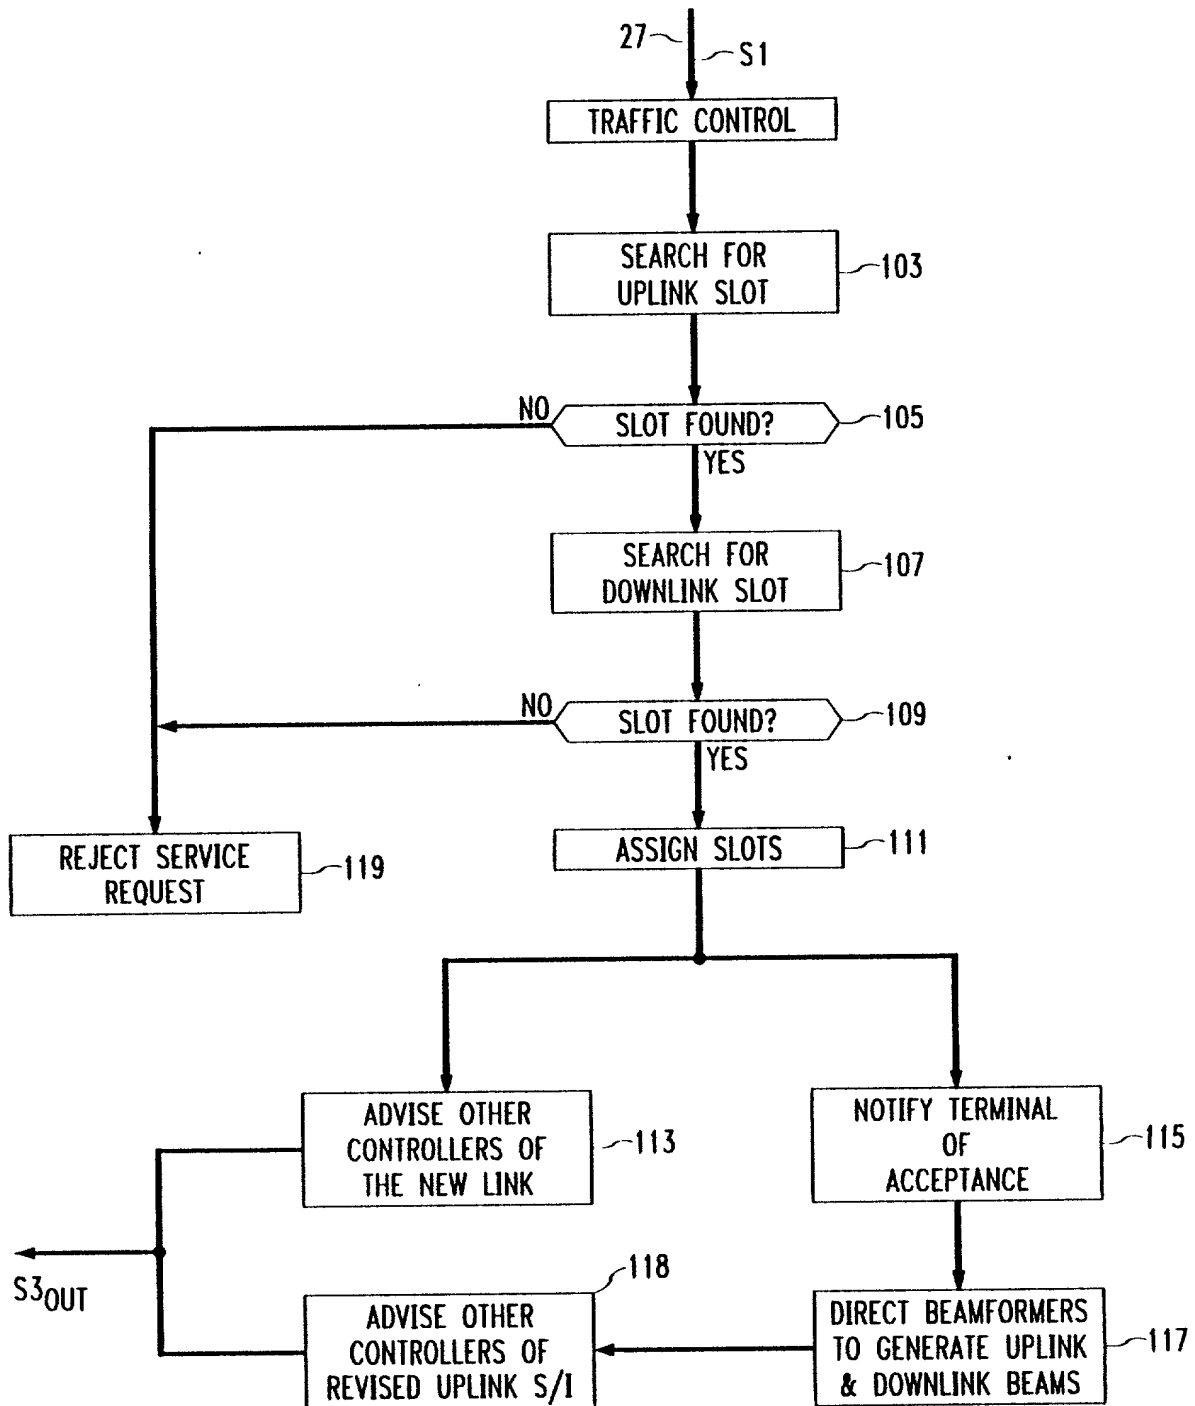 27
S1
TRAFFIC CONTROL
SEARCH FOR
UPLINK SLOT
103
NO
SLOT FOUND?
105
YES
SEARCH FOR
DOWNLINK SLOT
107
NO
SLOT FOUND?
109
YES
ASSIGN SLOTS
111
REJECT SERVICE
REQUEST
119
ADVISE OTHER
CONTROLLERS OF
THE NEW LINK
113
NOTIFY TERMINAL
OF
ACCEPTANCE
115
S3OUT
118
ADVISE OTHER
CONTROLLERS OF
REVISED UPLINK S/I
DIRECT BEAMFORMERS
TO GENERATE UPLINK
& DOWNLINK BEAMS
117